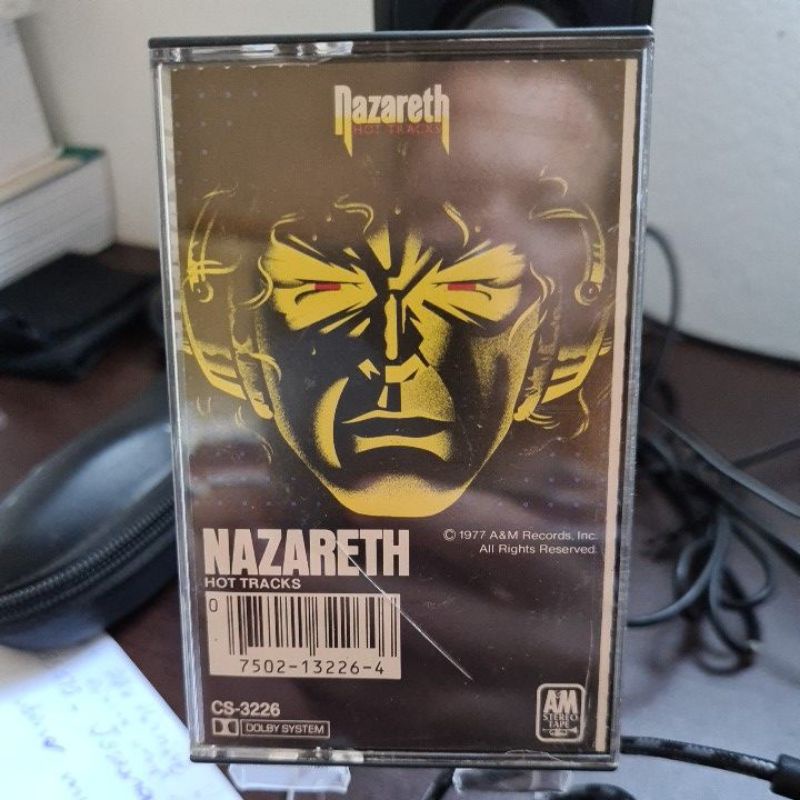 Nazareth
HOT TRACKS
NAZARETH
HOT TRACKS
© 1977 A&M Records, Inc.
All Rights Reserved.
0
7502-13226-4
CS-3226
DOLBY SYSTEM
A&M
STEREO
TAPE